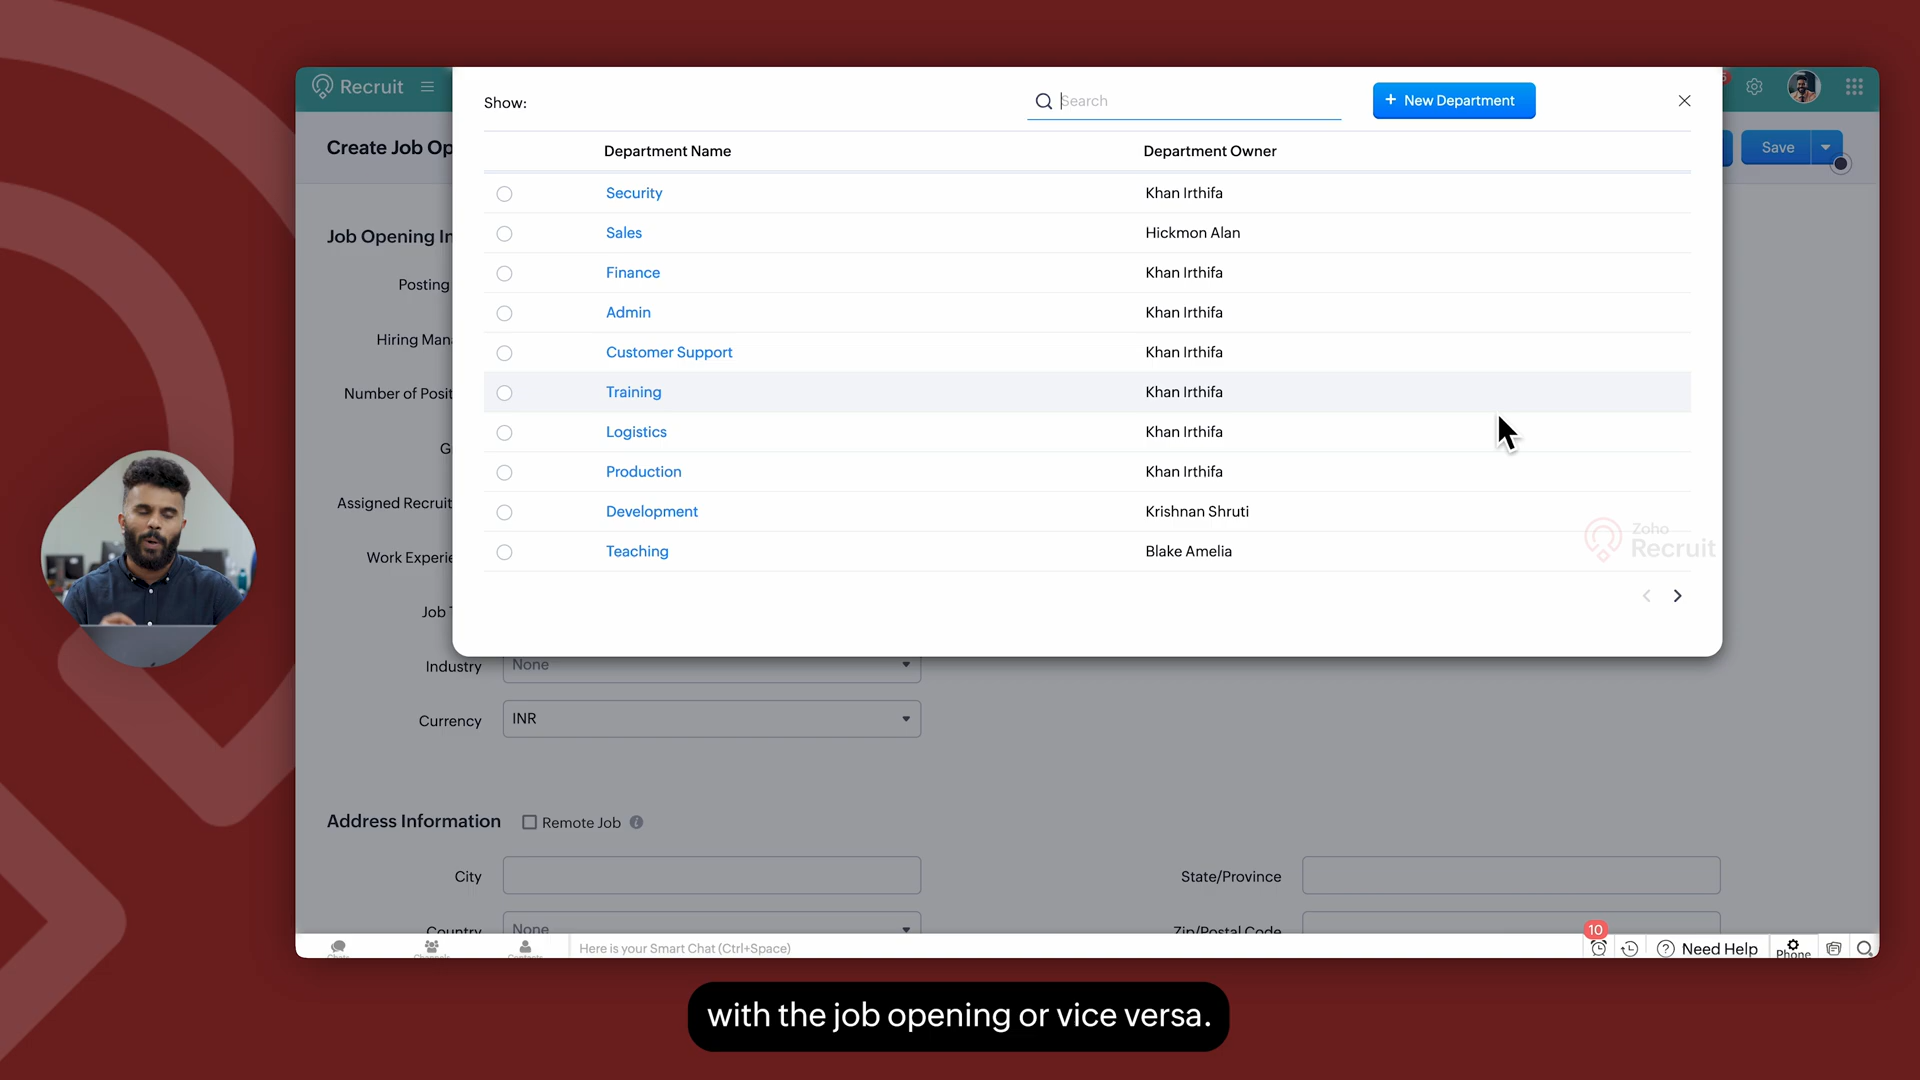 Recruit
Show:
Search
+ New Department
Create Job Op
Save
Department Name
Department Owner
Security
Khan Irthifa
Sales
Hickmon Alan
Finance
Khan Irthifa
Admin
Khan Irthifa
Customer Support
Khan Irthifa
Training
Khan Irthifa
Logistics
Khan Irthifa
Production
Khan Irthifa
Development
Krishnan Shruti
Teaching
Blake Amelia
Job Opening In
Posting
Hiring Man
Number of Posit
G
Assigned Recruit
Work Experie
Job T
Zoho
Recruit
Industry
None
Currency
INR
Address Information
Remote Job
City
State/Province
Country
None
Zip/Postal Code
Chats
Channels
Contacts
Here is your Smart Chat (Ctrl+Space)
10
Need Help
Phone
with the job opening or vice versa.